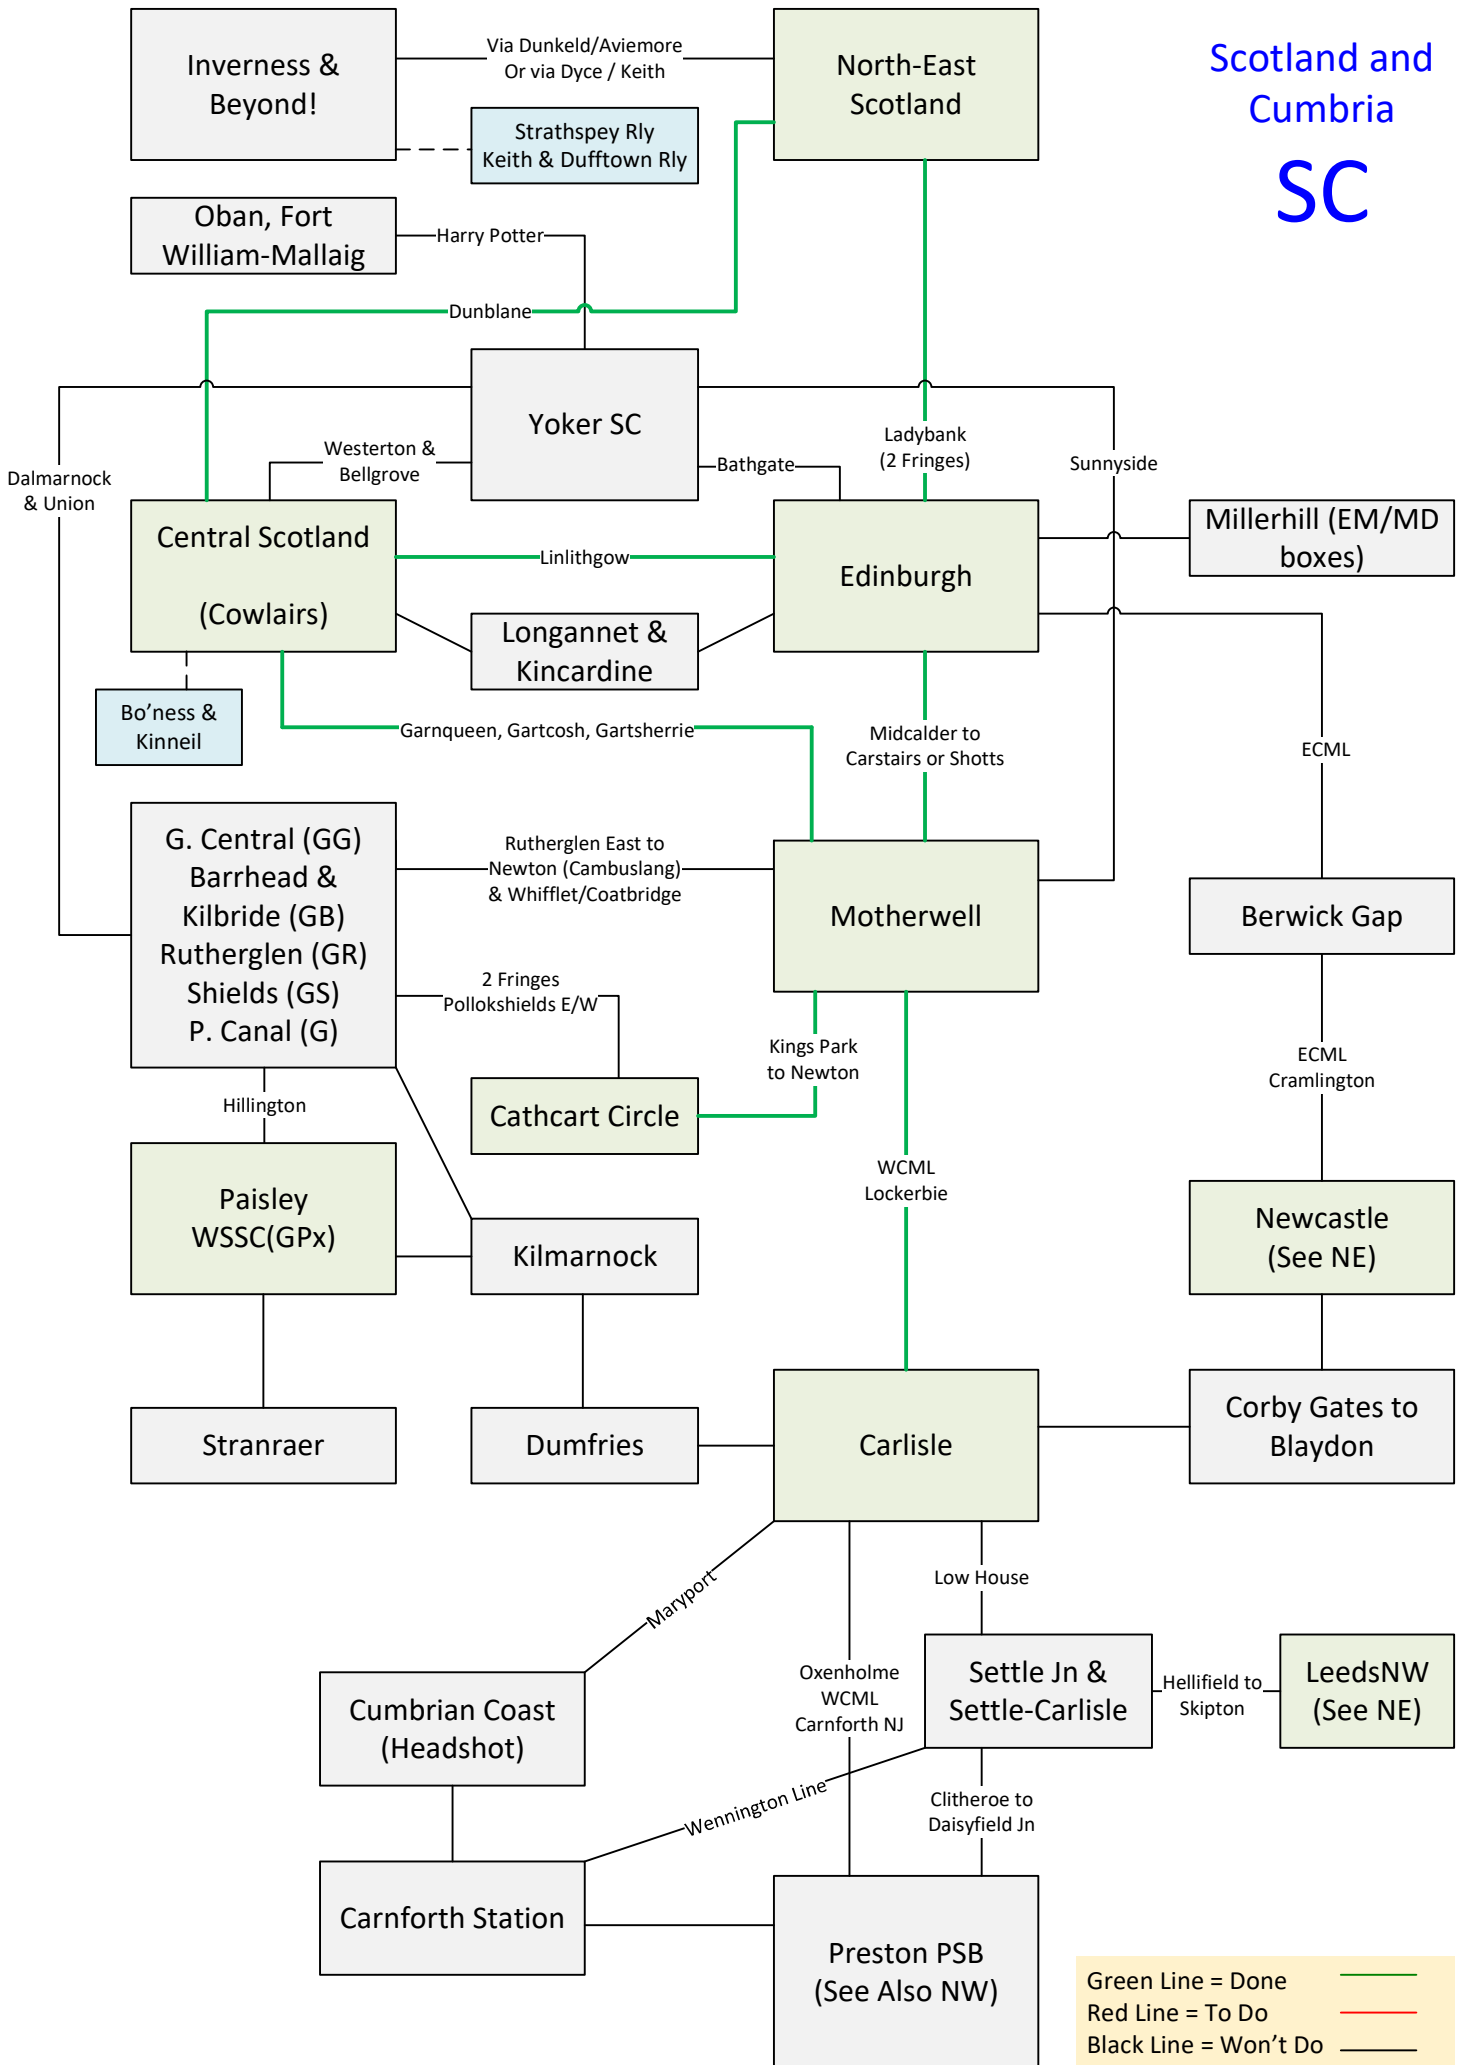 Scotland and
Cumbria
SC
Inverness &
Beyond!
Via Dunkeld/Aviemore
Or via Dyce / Keith
North-East
Scotland
Strathspey Rly
Keith & Dufftown Rly
Oban, Fort
William-Mallaig
Harry Potter
Dunblane
Yoker SC
Westerton &
Bellgrove
Bathgate
Ladybank
(2 Fringes)
Sunnyside
Dalmarnock
& Union
Central Scotland
(Cowlairs)
Linlithgow
Edinburgh
Millerhill (EM/MD
boxes)
Longannet &
Kincardine
Bo’ness &
Kinneil
Garnqueen, Gartcosh, Gartsherrie
Midcalder to
Carstairs or Shotts
ECML
G. Central (GG)
Barrhead &
Kilbride (GB)
Rutherglen (GR)
Shields (GS)
P. Canal (G)
Rutherglen East to
Newton (Cambuslang)
& Whifflet/Coatbridge
Motherwell
Berwick Gap
2 Fringes
Pollokshields E/W
Kings Park
to Newton
ECML
Cramlington
Hillington
Cathcart Circle
WCML
Lockerbie
Paisley
WSSC(GPx)
Kilmarnock
Newcastle
(See NE)
Stranraer
Dumfries
Carlisle
Corby Gates to
Blaydon
Maryport
Low House
Oxenholme
WCML
Carnforth NJ
Settle Jn &
Settle-Carlisle
Hellifield to
Skipton
LeedsNW
(See NE)
Cumbrian Coast
(Headshot)
Wennington Line
Clitheroe to
Daisyfield Jn
Carnforth Station
Preston PSB
(See Also NW)
Green Line = Done
Red Line = To Do
Black Line = Won’t Do